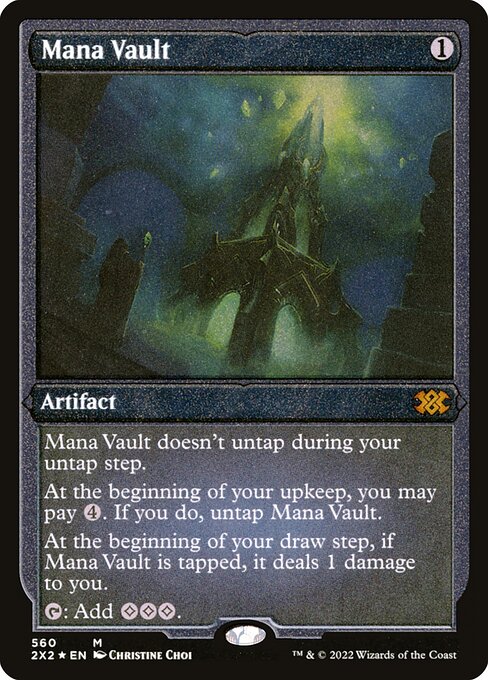 Mana Vault 1
Artifact
Mana Vault doesn't untap during your
untap step.
At the beginning of your upkeep, you may
pay 4. If you do, untap Mana Vault.
At the beginning of your draw step, if
Mana Vault is tapped, it deals 1 damage
to you.
: Add .
560 M
2X2 ★ EN Christine Choi
™ & © 2022 Wizards of the Coast